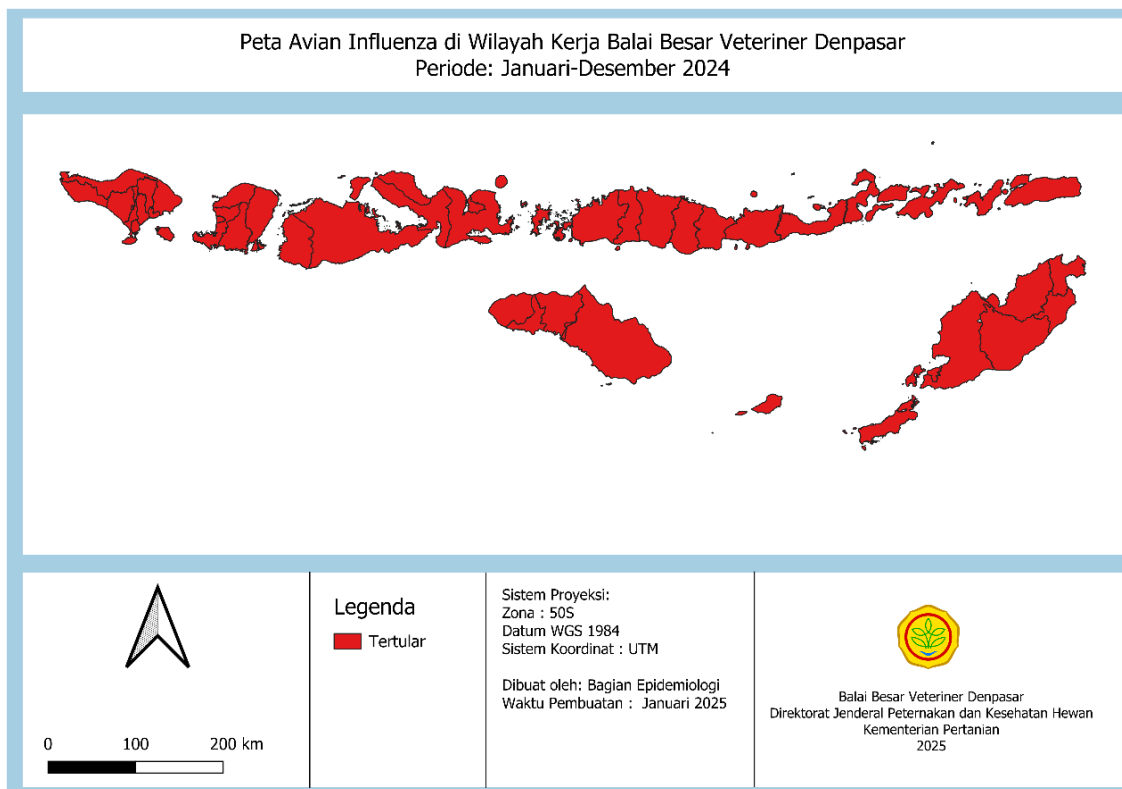 Peta Avian Influenza di Wilayah Kerja Balai Besar Veteriner Denpasar
Periode: Januari-Desember 2024
0 100 200 km
Legenda
Tertular
Sistem Proyeksi:
Zona : 50S
Datum WGS 1984
Sistem Koordinat : UTM
Dibuat oleh: Bagian Epidemiologi
Waktu Pembuatan : Januari 2025
Balai Besar Veteriner Denpasar
Direktorat Jenderal Peternakan dan Kesehatan Hewan
Kementerian Pertanian
2025